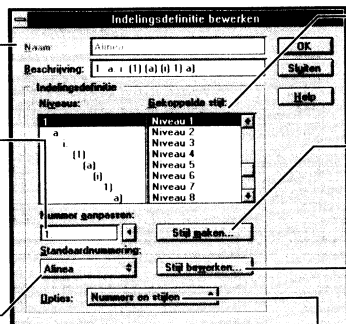 Indelingsdefinitie bewerken
Naam: Alinea OK
Beschrijving: 1 a i (1) (a) (i) 1) a) Sluiten
Indelingsdefinitie Help
Niveaus: Gekoppelde stijl:
1 Niveau 1
a Niveau 2
i Niveau 3
(1) Niveau 4
(a) Niveau 5
(i) Niveau 6
1) Niveau 7
a) Niveau 8
Nummer aanpassen:
1 Stijl maken...
Standaardnummering:
Alinea Stijl bewerken...
Opties: Nummers en stijlen